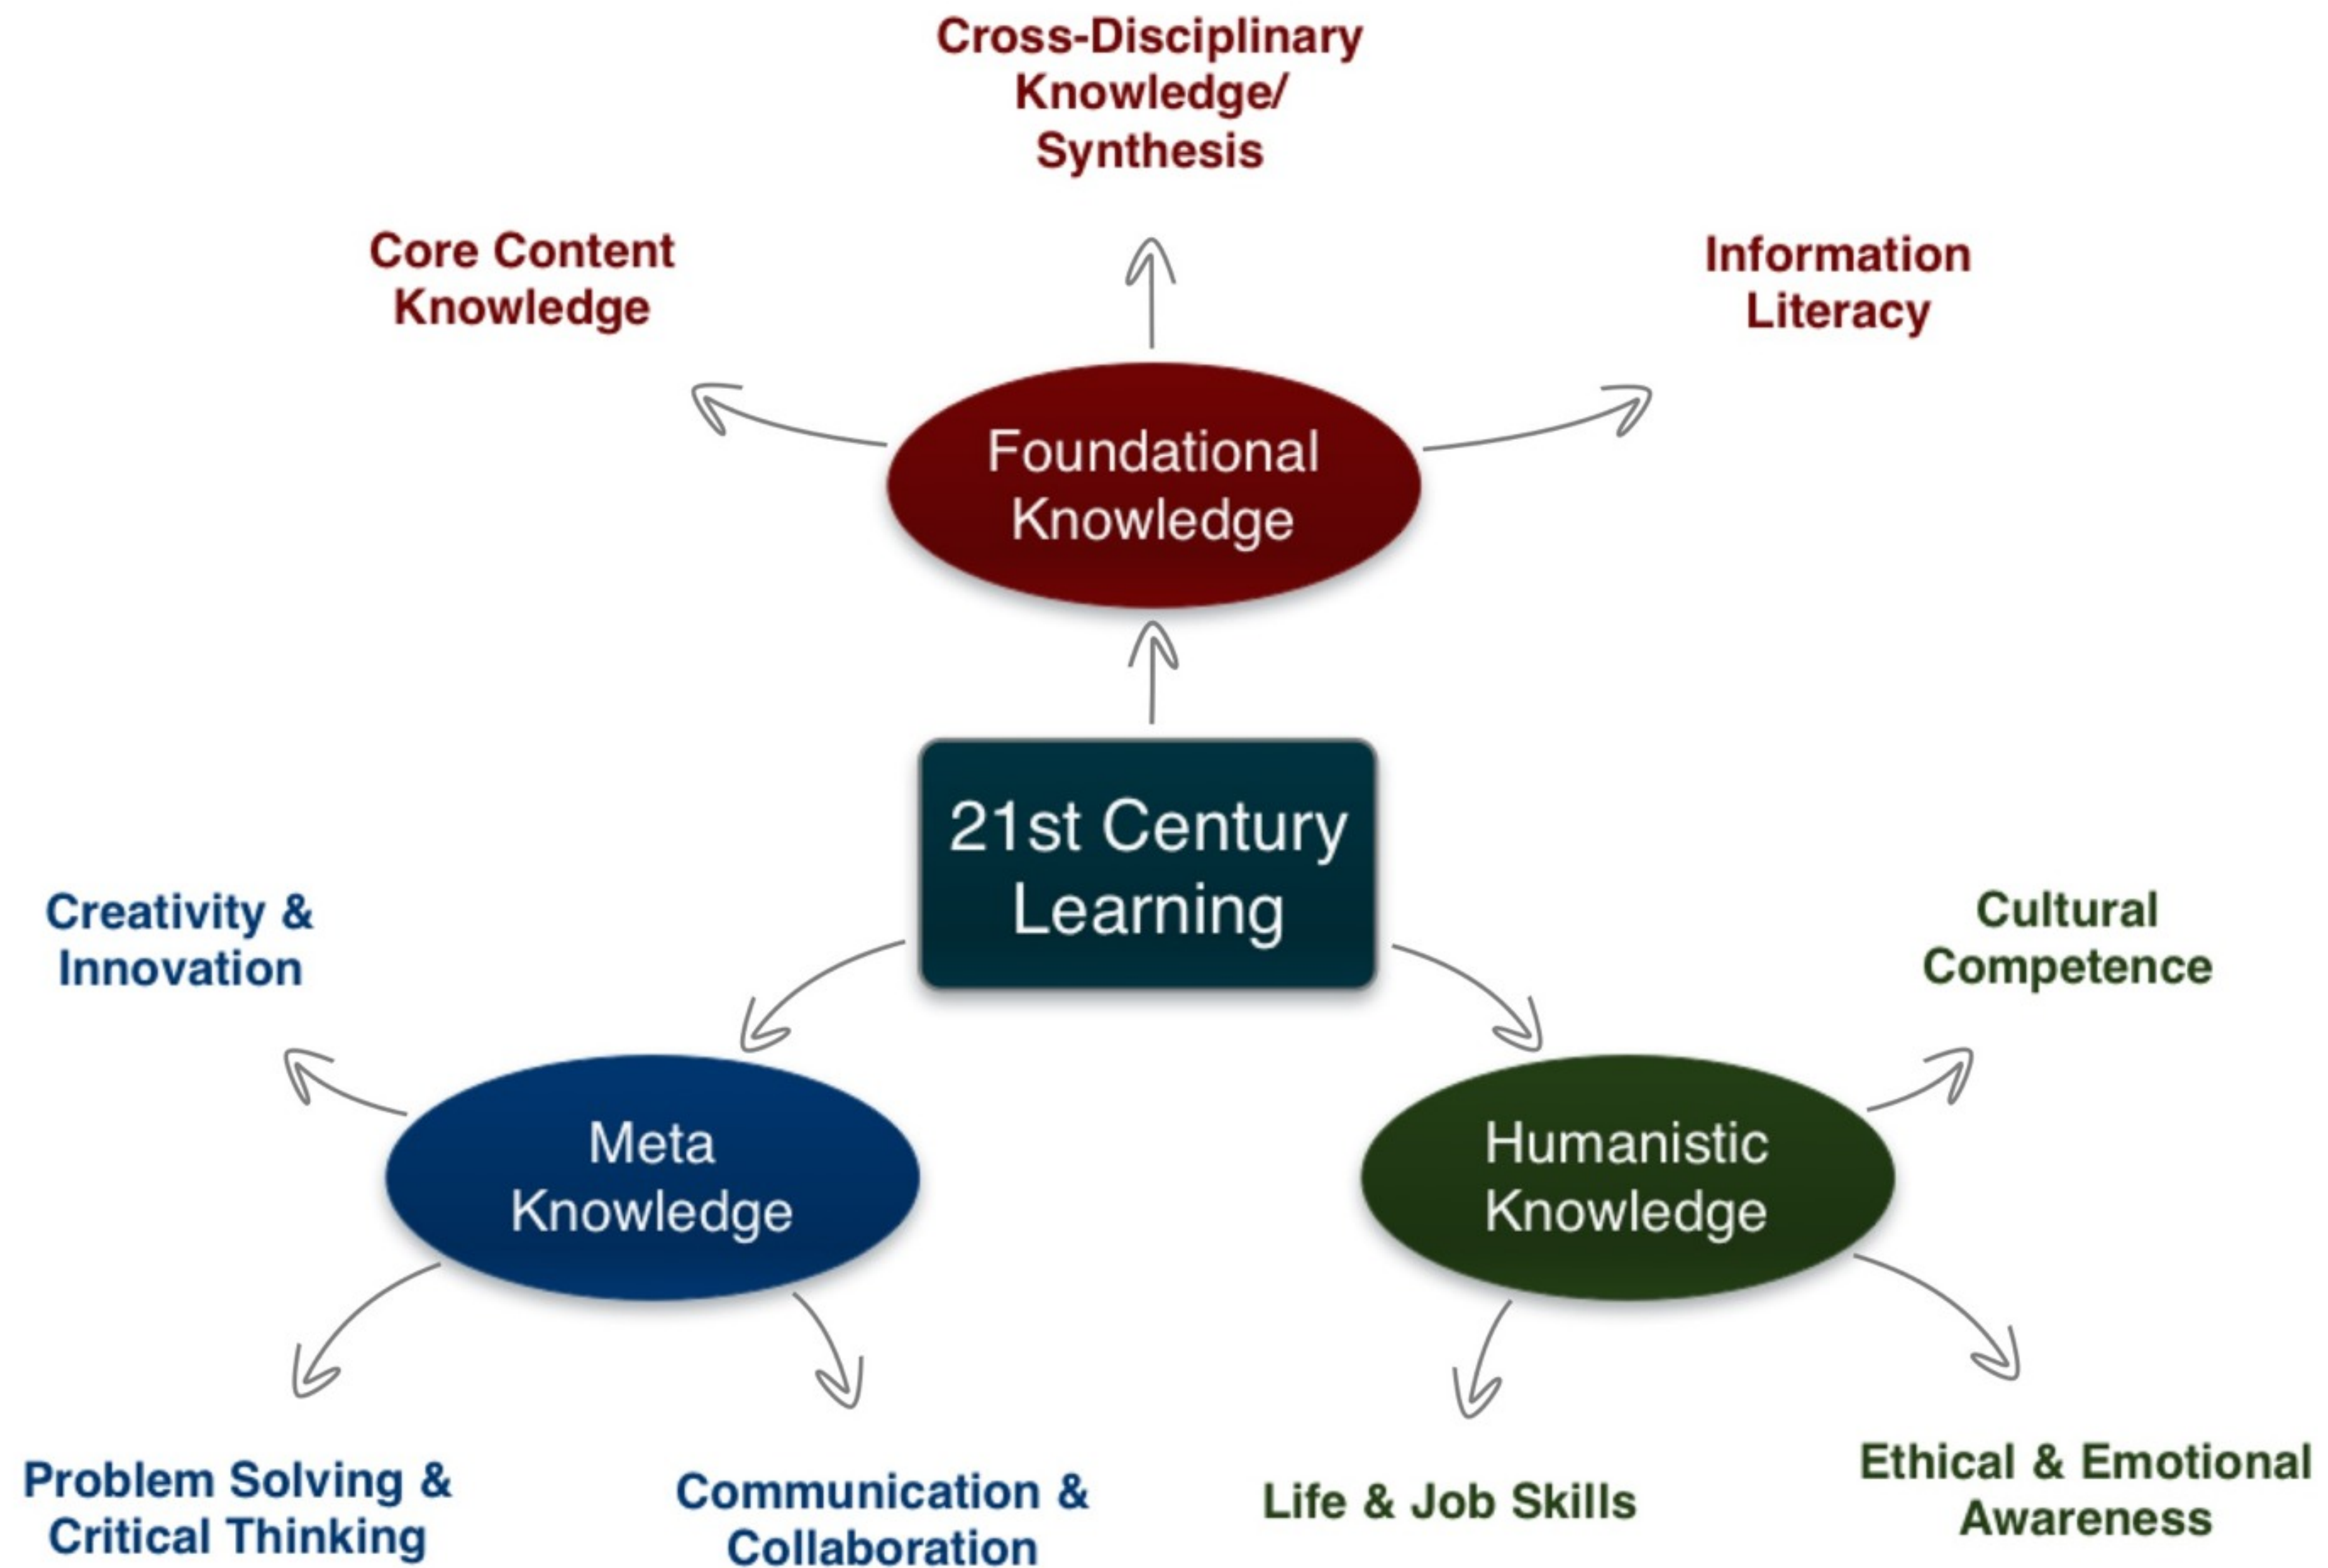 Cross-Disciplinary
Knowledge/
Synthesis
Core Content
Knowledge
Information
Literacy
Foundational
Knowledge
21st Century
Learning
Creativity &
Innovation
Cultural
Competence
Meta
Knowledge
Humanistic
Knowledge
Problem Solving &
Critical Thinking
Communication &
Collaboration
Life & Job Skills
Ethical & Emotional
Awareness